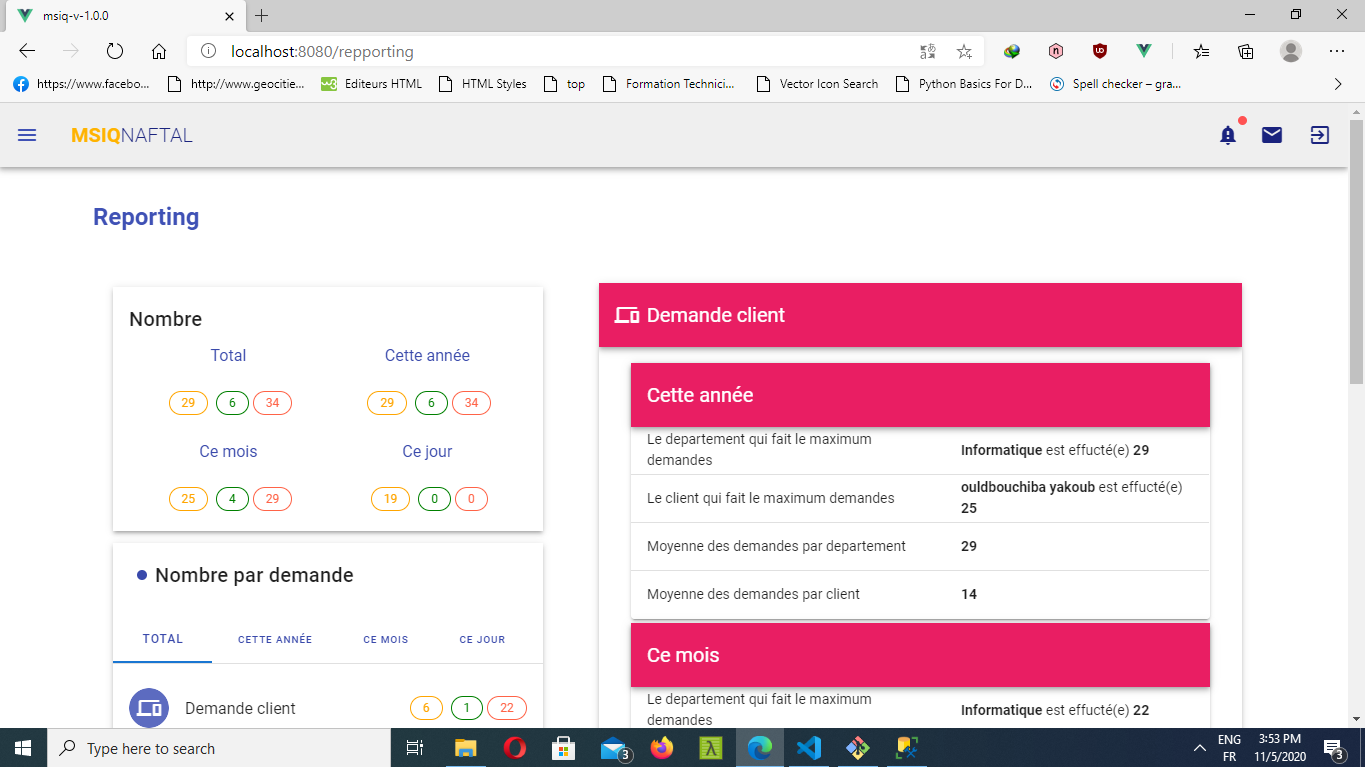 msiq-v-1.0.0
localhost:8080/repporting
https://www.facebo...
http://www.geocitie...
Editeurs HTML
HTML Styles
top
Formation Technici...
Vector Icon Search
Python Basics For D...
Spell checker – gra...
MSIQNAFTAL
Reporting
Nombre
Total
Cette année
29 6 34
29 6 34
Ce mois
Ce jour
25 4 29
19 0 0
Nombre par demande
TOTAL
CETTE ANNÉE
CE MOIS
CE JOUR
Demande client
6 1 22
Demande client
Cette année
Le departement qui fait le maximum
demandes
Informatique est effucté(e) 29
Le client qui fait le maximum demandes
ouldbouchiba yakoub est effucté(e)
25
Moyenne des demandes par departement
29
Moyenne des demandes par client
14
Ce mois
Le departement qui fait le maximum
demandes
Informatique est effucté(e) 22
Type here to search
3
ENG
FR
3:53 PM
11/5/2020
3